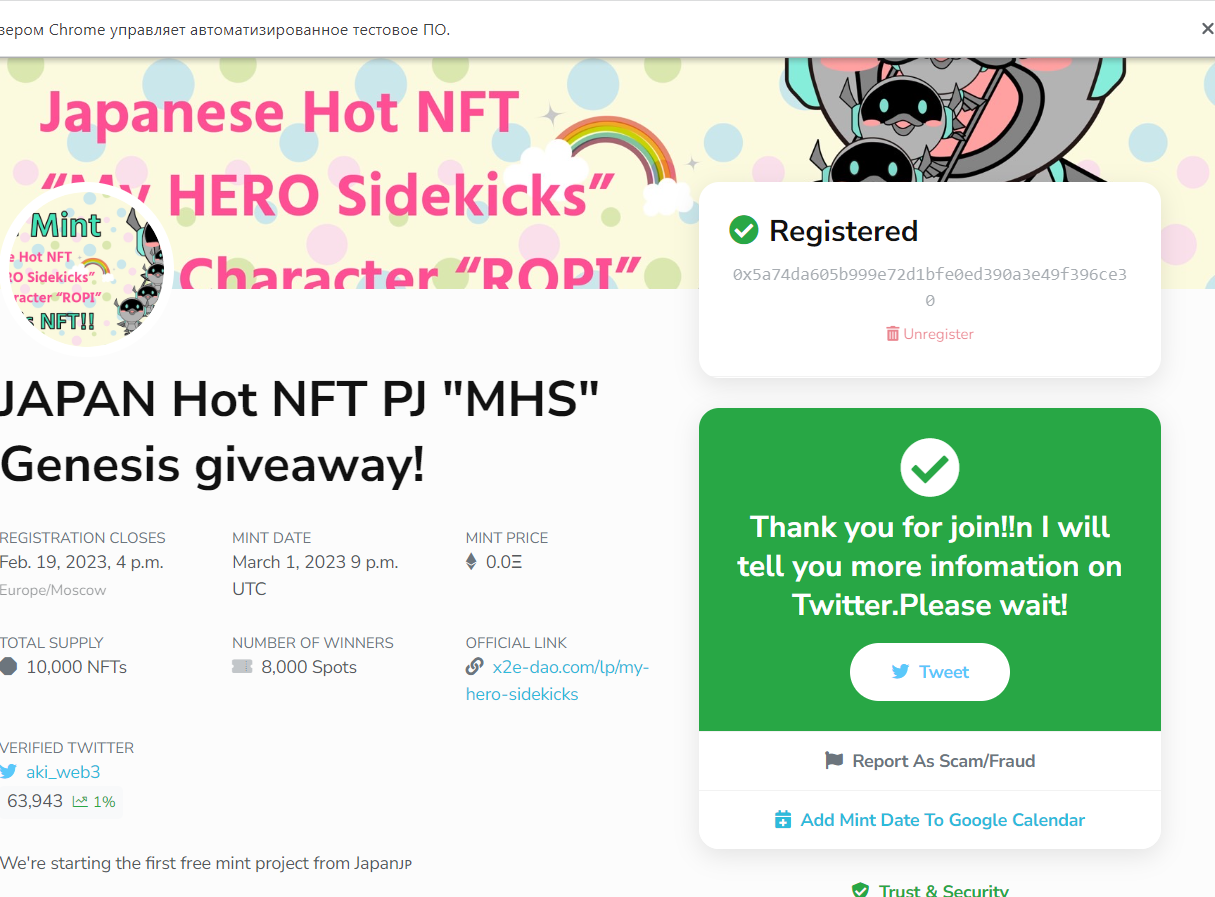 зером Chrome управляет автоматизированное тестовое ПО.
Japanese Hot NFT
“My HERO Sidekicks”
Character “ROPI”
Mint
e Hot NFT
RO Sidekicks”
racter “ROPI”
s NFT!!
Registered
0x5a74da605b999e72d1bfe0ed390a3e49f396ce3
0
Unregister
JAPAN Hot NFT PJ "MHS"
Genesis giveaway!
REGISTRATION CLOSES
Feb. 19, 2023, 4 p.m.
Europe/Moscow
MINT DATE
March 1, 2023 9 p.m.
UTC
MINT PRICE
0.0Ξ
TOTAL SUPPLY
10,000 NFTs
NUMBER OF WINNERS
8,000 Spots
OFFICIAL LINK
x2e-dao.com/lp/my-
hero-sidekicks
VERIFIED TWITTER
aki_web3
63,943 1%
We're starting the first free mint project from Japan🇯🇵
Thank you for join!!n I will
tell you more infomation on
Twitter.Please wait!
Tweet
Report As Scam/Fraud
Add Mint Date To Google Calendar
Trust & Security